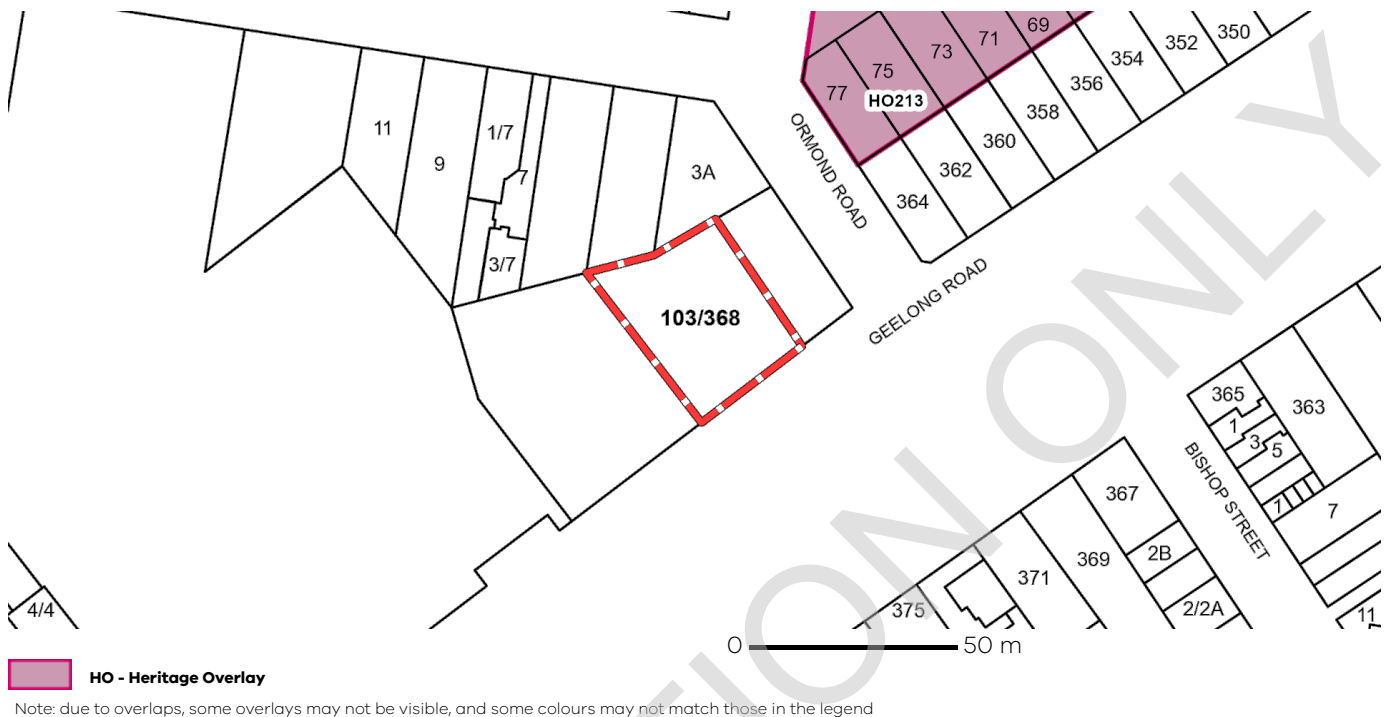 69
71
73
75
77
HO213
350
352
354
356
358
360
362
364
11
9
1/7
7
3/7
3A
ORMOND ROAD
GEELONG ROAD
103/368
365
363
1
3
5
1
7
BISHOP STREET
367
2B
369
371
2/2A
375
11
4/4
ION ONLY
0 50 m
HO - Heritage Overlay
Note: due to overlaps, some overlays may not be visible, and some colours may not match those in the legend